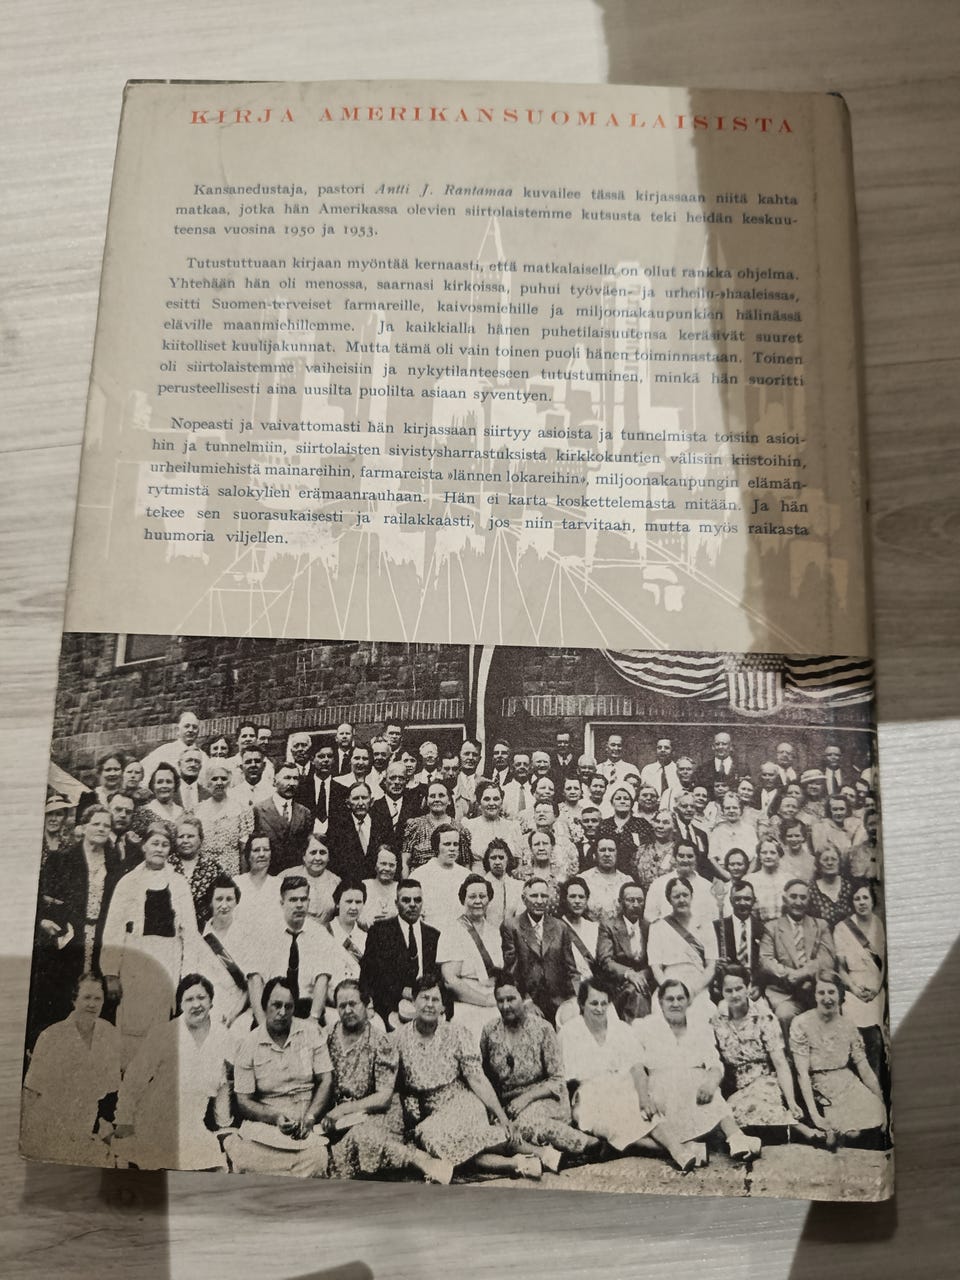 KIRJA AMERIKANSUOMALAISISTA
Kansanedustaja, pastori Antti J. Rantamaa kuvailee tässä kirjassaan niitä kahta
matkaa, jotka hän Amerikassa olevien siirtolaistemme kutsusta teki heidän keskuu-
teensa vuosina 1950 ja 1953.
Tutustuttuaan kirjaan myöntää kernaasti, että matkalaisella on ollut rankka ohjelma.
Yhtenään hän oli menossa, saarnasi kirkoissa, puhui työväen- ja urheilu-»haaleissa»,
esitti Suomen-terveiset farmareille, kaivosmiehille ja miljoonakaupunkien hälinässä
eläville maanmiehillemme. Ja kaikkialla hänen puhetilaisuutensa keräsivät suuret
kiitolliset kuulijakunnat. Mutta tämä oli vain toinen puoli hänen toiminnastaan. Toinen
oli siirtolaistemme vaiheisiin ja nykytilanteeseen tutustuminen, minkä hän suoritti
perusteellisesti aina uusilta puolilta asiaan syventyen.
Nopeasti ja vaivattomasti hän kirjassaan siirtyy asioista ja tunnelmista toisiin asioi-
hin ja tunnelmiin, siirtolaisten sivistysharrastuksista kirkkokuntien välisiin kiistoihin,
urheilumiehistä mainareihin, farmareista »lännen lokareihin», miljoonakaupungin elämän-
rytmistä salokylien erämaanrauhaan. Hän ei karta koskettelemasta mitään. Ja hän
tekee sen suorasukaisesti ja railakkaasti, jos niin tarvitaan, mutta myös raikasta
huumoria viljellen.